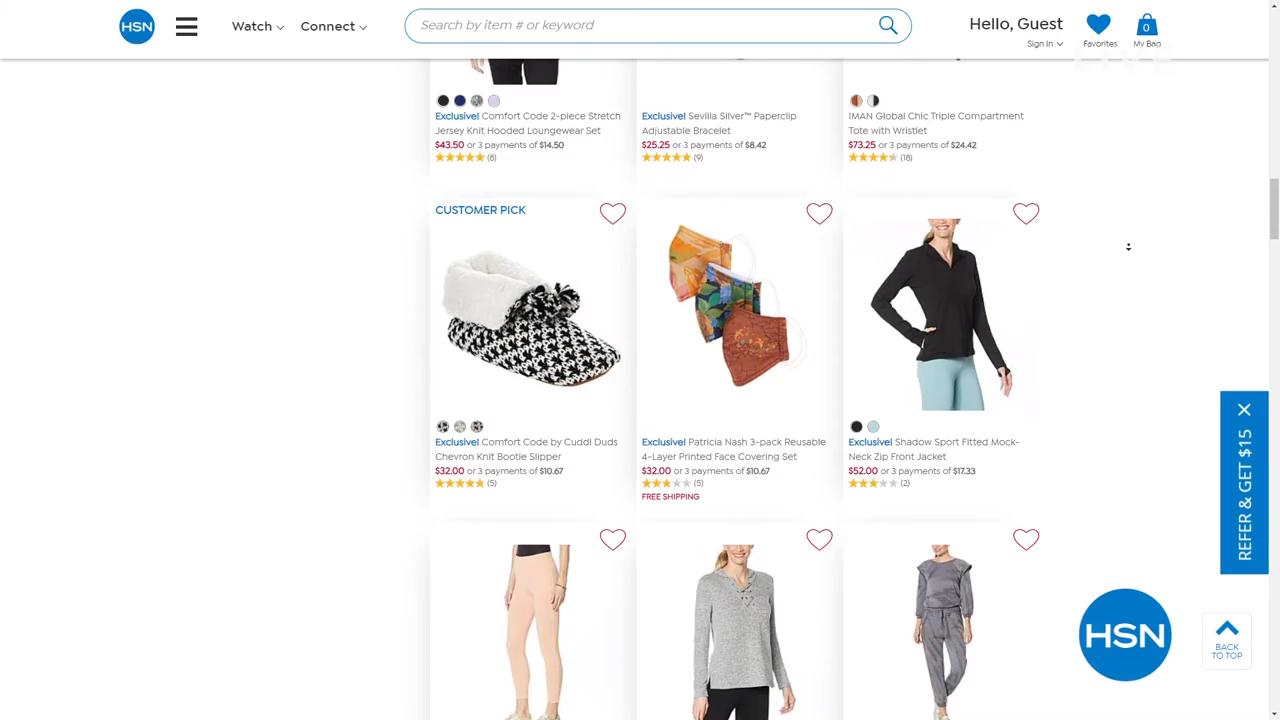 HSN
Watch
Connect
Search by item # or keyword
Hello, Guest
Sign In
Favorites
0
My Bag
Exclusive! Comfort Code 2-piece Stretch
Jersey Knit Hooded Loungewear Set
$43.50 or 3 payments of $14.50
(8)
Exclusive! Sevilla Silver™ Paperclip
Adjustable Bracelet
$25.25 or 3 payments of $8.42
(9)
IMAN Global Chic Triple Compartment
Tote with Wristlet
$73.25 or 3 payments of $24.42
(18)
CUSTOMER PICK
Exclusive! Comfort Code by Cuddl Duds
Chevron Knit Bootie Slipper
$32.00 or 3 payments of $10.67
(5)
Exclusive! Patricia Nash 3-pack Reusable
4-Layer Printed Face Covering Set
$32.00 or 3 payments of $10.67
(5)
FREE SHIPPING
Exclusive! Shadow Sport Fitted Mock-
Neck Zip Front Jacket
$52.00 or 3 payments of $17.33
(2)
REFER & GET $15
HSN
BACK
TO TOP